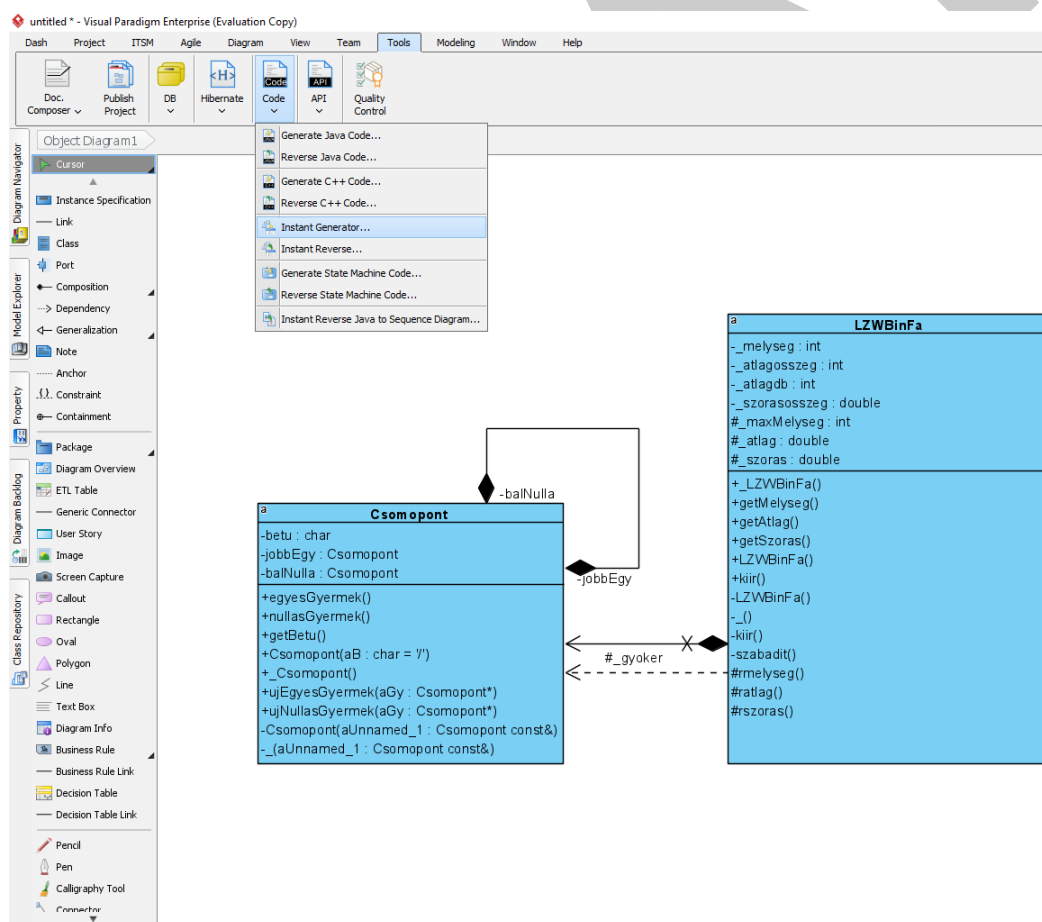 untitled * - Visual Paradigm Enterprise (Evaluation Copy)
Dash Project ITSM Agile Diagram View Team Tools Modeling Window Help
Doc. Composer
Publish Project
DB
Hibernate
Code
API
Quality Control
Object Diagram1
Generate Java Code...
Reverse Java Code...
Generate C++ Code...
Reverse C++ Code...
Instant Generator...
Instant Reverse...
Generate State Machine Code...
Reverse State Machine Code...
Instant Reverse Java to Sequence Diagram...
Diagram Navigator
Model Explorer
Property
Diagram Backlog
Class Repository
Cursor
Instance Specification
Link
Class
Port
Composition
Dependency
Generalization
Note
Anchor
Constraint
Containment
Package
Diagram Overview
ETL Table
Generic Connector
User Story
Image
Screen Capture
Callout
Rectangle
Oval
Polygon
Line
Text Box
Diagram Info
Business Rule
Business Rule Link
Decision Table
Decision Table Link
Pencil
Pen
Calligraphy Tool
Connector
-balNulla
a
Csomopont
-betu : char
-jobbEgy : Csomopont
-balNulla : Csomopont
+egyesGyermek()
+nullasGyermek()
+getBetu()
+Csomopont(aB : char = '/')
+_Csomopont()
+ujEgyesGyermek(aGy : Csomopont*)
+ujNullasGyermek(aGy : Csomopont*)
-Csomopont(aUnnamed_1 : Csomopont const&)
-_(aUnnamed_1 : Csomopont const&)
-jobbEgy
#_gyoker
a
LZWBinFa
-_melyseg : int
-_atlagosszeg : int
-_atlagdb : int
-_szorasosszeg : double
#_maxMelyseg : int
#_atlag : double
#_szoras : double
+_LZWBinFa()
+getMelyseg()
+getAtlag()
+getSzoras()
+LZWBinFa()
+kiir()
-LZWBinFa()
-_()
-kiir()
-szabadit()
#rmelyseg()
#ratlag()
#rszoras()